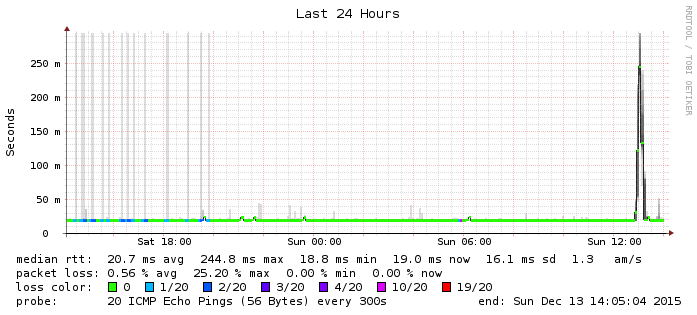 Last 24 Hours
RRDTOOL / TOBI OETIKER
Seconds
250 m
200 m
150 m
100 m
50 m
0
Sat 18:00 Sun 00:00 Sun 06:00 Sun 12:00
median rtt: 20.7 ms avg 244.8 ms max 18.8 ms min 19.0 ms now 16.1 ms sd 1.3 am/s
packet loss: 0.56 % avg 25.20 % max 0.00 % min 0.00 % now
loss color: 0 1/20 2/20 3/20 4/20 10/20 19/20
probe: 20 ICMP Echo Pings (56 Bytes) every 300s end: Sun Dec 13 14:05:04 2015